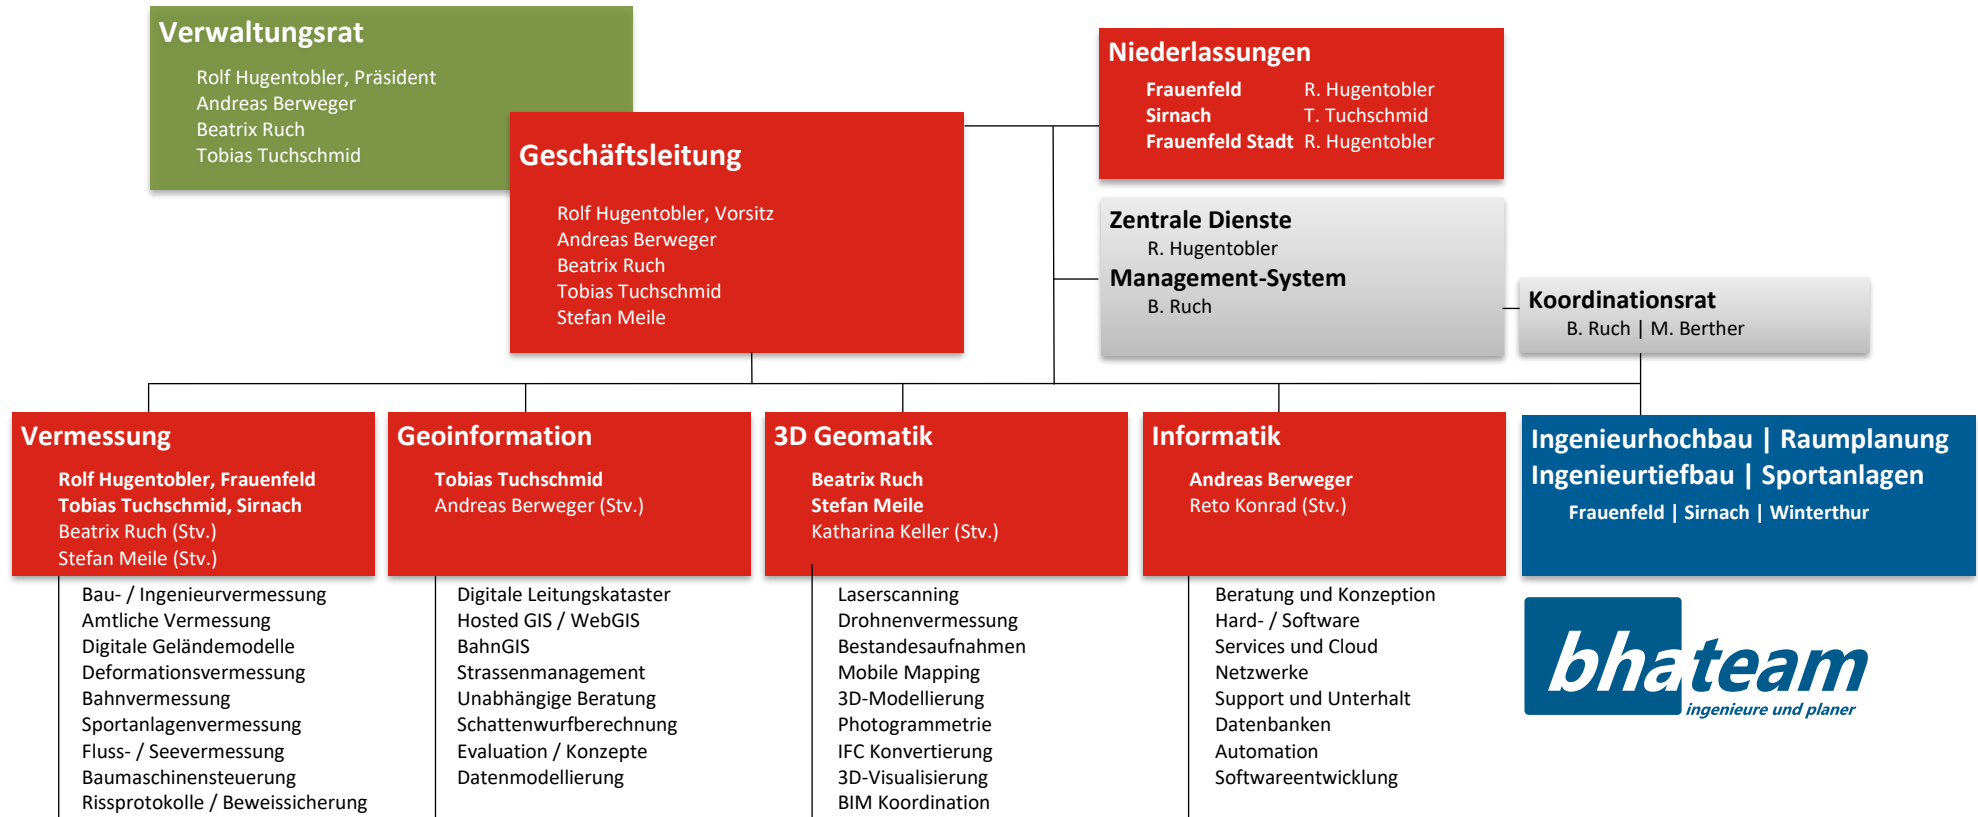 Verwaltungsrat
Rolf Hugentobler, Präsident
Andreas Berweger
Beatrix Ruch
Tobias Tuchschmid
Geschäftsleitung
Rolf Hugentobler, Vorsitz
Andreas Berweger
Beatrix Ruch
Tobias Tuchschmid
Stefan Meile
Niederlassungen
Frauenfeld R. Hugentobler
Sirnach T. Tuchschmid
Frauenfeld Stadt R. Hugentobler
Zentrale Dienste
R. Hugentobler
Management-System
B. Ruch
Koordinationsrat
B. Ruch | M. Berther
Vermessung
Rolf Hugentobler, Frauenfeld
Tobias Tuchschmid, Sirnach
Beatrix Ruch (Stv.)
Stefan Meile (Stv.)
Bau- / Ingenieurvermessung
Amtliche Vermessung
Digitale Geländemodelle
Deformationsvermessung
Bahnvermessung
Sportanlagenvermessung
Fluss- / Seevermessung
Baumaschinensteuerung
Rissprotokolle / Beweissicherung
Geoinformation
Tobias Tuchschmid
Andreas Berweger (Stv.)
Digitale Leitungskataster
Hosted GIS / WebGIS
BahnGIS
Strassenmanagement
Unabhängige Beratung
Schattenwurfberechnung
Evaluation / Konzepte
Datenmodellierung
3D Geomatik
Beatrix Ruch
Stefan Meile
Katharina Keller (Stv.)
Laserscanning
Drohnenvermessung
Bestandesaufnahmen
Mobile Mapping
3D-Modellierung
Photogrammetrie
IFC Konvertierung
3D-Visualisierung
BIM Koordination
Informatik
Andreas Berweger
Reto Konrad (Stv.)
Beratung und Konzeption
Hard- / Software
Services und Cloud
Netzwerke
Support und Unterhalt
Datenbanken
Automation
Softwareentwicklung
Ingenieurhochbau | Raumplanung
Ingenieurtiefbau | Sportanlagen
Frauenfeld | Sirnach | Winterthur
bhateam
ingenieure und planer